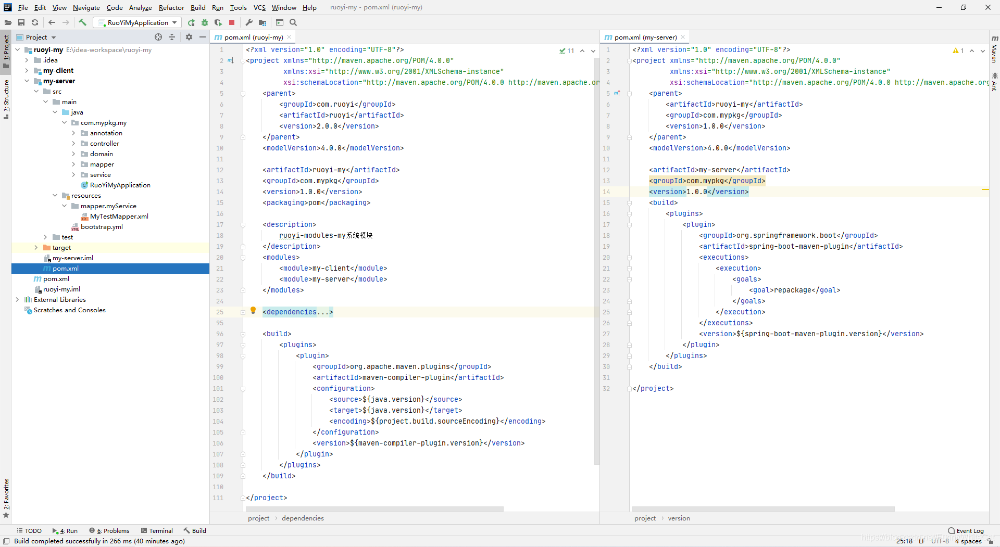 File Edit View Navigate Code Analyze Refactor Build Run Tools VCS Window Help ruoyi-my - pom.xml (ruoyi-my)
RuoYiMyApplication
Project
pom.xml (ruoyi-my)
pom.xml (my-server)
1: Project
7: Structure
2: Favorites
Maven
Ant
ruoyi-my E:\idea-workspace\ruoyi-my
.idea
my-client
my-server
src
main
java
com.mypkg.my
annotation
controller
domain
mapper
service
RuoYiMyApplication
resources
mapper.myService
MyTestMapper.xml
bootstrap.yml
test
target
my-server.iml
pom.xml
pom.xml
ruoyi-my.iml
External Libraries
Scratches and Consoles
11
1 <?xml version="1.0" encoding="UTF-8"?>
2 <project xmlns="http://maven.apache.org/POM/4.0.0"
3 xmlns:xsi="http://www.w3.org/2001/XMLSchema-instance"
4 xsi:schemaLocation="http://maven.apache.org/POM/4.0.0 http://maven.apache.or
5 <parent>
6 <groupId>com.ruoyi</groupId>
7 <artifactId>ruoyi</artifactId>
8 <version>2.0.0</version>
9 </parent>
10 <modelVersion>4.0.0</modelVersion>
11
12 <artifactId>ruoyi-my</artifactId>
13 <groupId>com.mypkg</groupId>
14 <version>1.0.0</version>
15 <packaging>pom</packaging>
16
17 <description>
18 ruoyi-modules-my系统模块
19 </description>
20 <modules>
21 <module>my-client</module>
22 <module>my-server</module>
23 </modules>
24
25 <dependencies...>
95
96 <build>
97 <plugins>
98 <plugin>
99 <groupId>org.apache.maven.plugins</groupId>
100 <artifactId>maven-compiler-plugin</artifactId>
101 <configuration>
102 <source>${java.version}</source>
103 <target>${java.version}</target>
104 <encoding>${project.build.sourceEncoding}</encoding>
105 </configuration>
106 <version>${maven-compiler-plugin.version}</version>
107 </plugin>
108 </plugins>
109 </build>
110
111 </project>
project › dependencies
1
1 <?xml version="1.0" encoding="UTF-8"?>
2 <project xmlns="http://maven.apache.org/POM/4.0.0"
3 xmlns:xsi="http://www.w3.org/2001/XMLSchema-instance"
4 xsi:schemaLocation="http://maven.apache.org/POM/4.0.0 http://maven.apache.org
5 <parent>
6 <artifactId>ruoyi-my</artifactId>
7 <groupId>com.mypkg</groupId>
8 <version>1.0.0</version>
9 </parent>
10 <modelVersion>4.0.0</modelVersion>
11
12 <artifactId>my-server</artifactId>
13 <groupId>com.mypkg</groupId>
14 <version>1.0.0</version>
15 <build>
16 <plugins>
17 <plugin>
18 <groupId>org.springframework.boot</groupId>
19 <artifactId>spring-boot-maven-plugin</artifactId>
20 <executions>
21 <execution>
22 <goals>
23 <goal>repackage</goal>
24 </goals>
25 </execution>
26 </executions>
27 <version>${spring-boot-maven-plugin.version}</version>
28 </plugin>
29 </plugins>
30 </build>
31
32 </project>
project › version
TODO 4: Run 6: Problems Terminal Build Event Log
Build completed successfully in 266 ms (40 minutes ago) 25:18 LF UTF-8 4 spaces